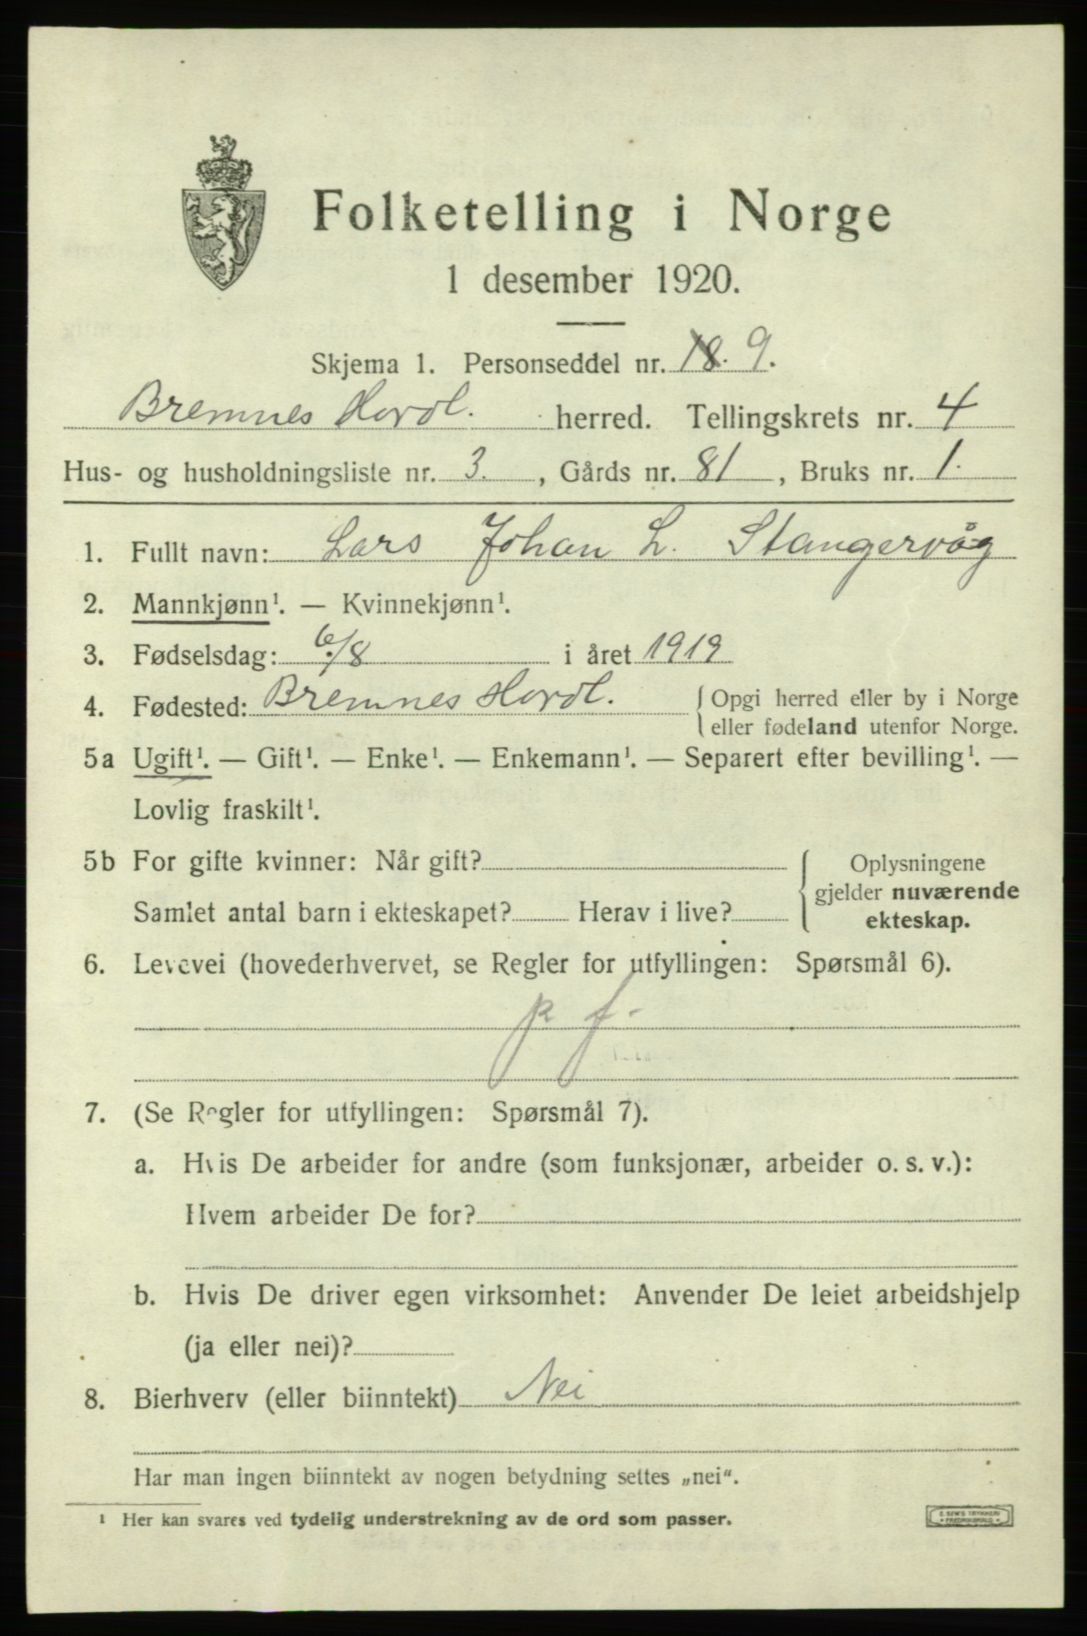 Folketelling i Norge
1 desember 1920.
Skjema 1. Personseddel nr. 18. 9.
Bremnes Hordl. herred. Tellingskrets nr. 4
Hus- og husholdningsliste nr. 3., Gårds nr. 81, Bruks nr. 1.
1. Fullt navn: Lars Johan L. Stangervåg
2. Mannkjønn¹. — Kvinnekjønn¹.
3. Fødselsdag: 6/8 i året 1919
4. Fødested: Bremnes Hordl. {Opgi herred eller by i Norge
eller fødeland utenfor Norge.
5a Ugift¹. — Gift¹. — Enke¹. — Enkemann¹. — Separert efter bevilling¹. —
Lovlig fraskilt¹.
5b For gifte kvinner: Når gift?
Samlet antal barn i ekteskapet? Herav i live?
Oplysningene
gjelder nuværende
ekteskap.
6. Levevei (hovederhvervet, se Regler for utfyllingen: Spørsmål 6).
p f.
7. (Se Regler for utfyllingen: Spørsmål 7).
a. Hvis De arbeider for andre (som funksjonær, arbeider o. s. v.):
Hvem arbeider De for?
b. Hvis De driver egen virksomhet: Anvender De leiet arbeidshjelp
(ja eller nei)?
8. Bierhverv (eller biinntekt) Nei
Har man ingen biinntekt av nogen betydning settes „nei“.
¹ Her kan svares ved tydelig understrekning av de ord som passer.